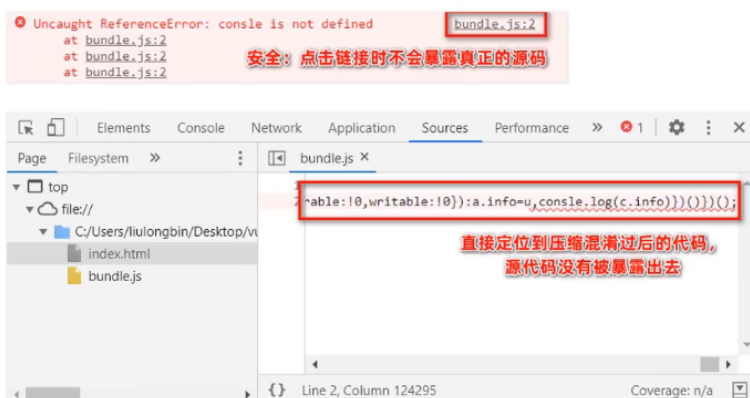 Uncaught ReferenceError: consle is not defined bundle.js:2
at bundle.js:2
at bundle.js:2
at bundle.js:2
安全：点击链接时不会暴露真正的源码
Elements Console Network Application Sources Performance » 1
Page Filesystem » bundle.js ×
top
file://
C:/Users/liulongbin/Desktop/vu
index.html
bundle.js
1
2 rable:!0,writable:!0}):a.info=u,consle.log(c.info)})()})();
直接定位到压缩混淆过后的代码，
源代码没有被暴露出去
{} Line 2, Column 124295 Coverage: n/a